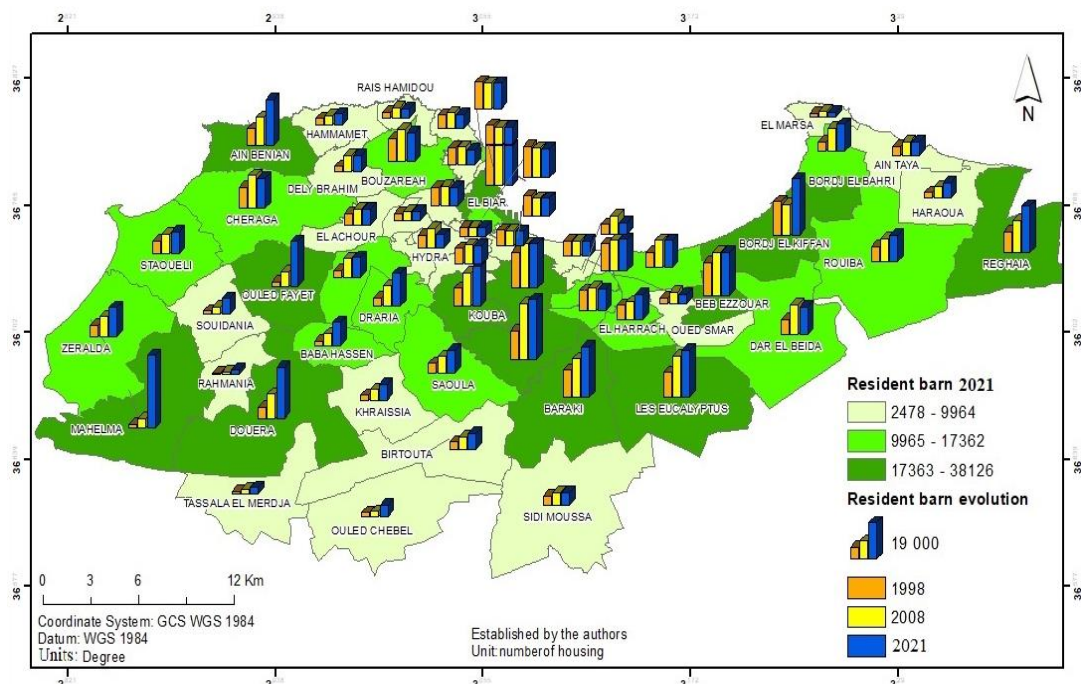 RAIS HAMIDOU
HAMMAMET
AIN BENIAN
BOUZAREAH
DELY BRAHIM
CHERAGA
EL BIAR
EL ACHOUR
HYDRA
STAOUELI
OULED FAYET
DRARIA
KOUBA
SOUIDANIA
ZERALDA
BABA HASSEN
SAOULA
RAHMANIA
KHRAISSIA
MAHELMA
DOUERA
BIRTOUTA
TASSALA EL MERDJA
OULED CHEBEL
SIDI MOUSSA
BARAKI
LES EUCALYPTUS
EL HARRACH
OUED SMAR
BEB EZZOUAR
DAR EL BEIDA
BORDJ EL KIFFAN
ROUIBA
REGHAIA
HARAOUA
AIN TAYA
BORDJ EL BAHRI
EL MARSA
N
Resident barn 2021
2478 - 9964
9965 - 17362
17363 - 38126
Resident barn evolution
19 000
1998
2008
2021
0 3 6 12 Km
Coordinate System: GCS WGS 1984
Datum: WGS 1984
Units: Degree
Established by the authors
Unit:numberof housing